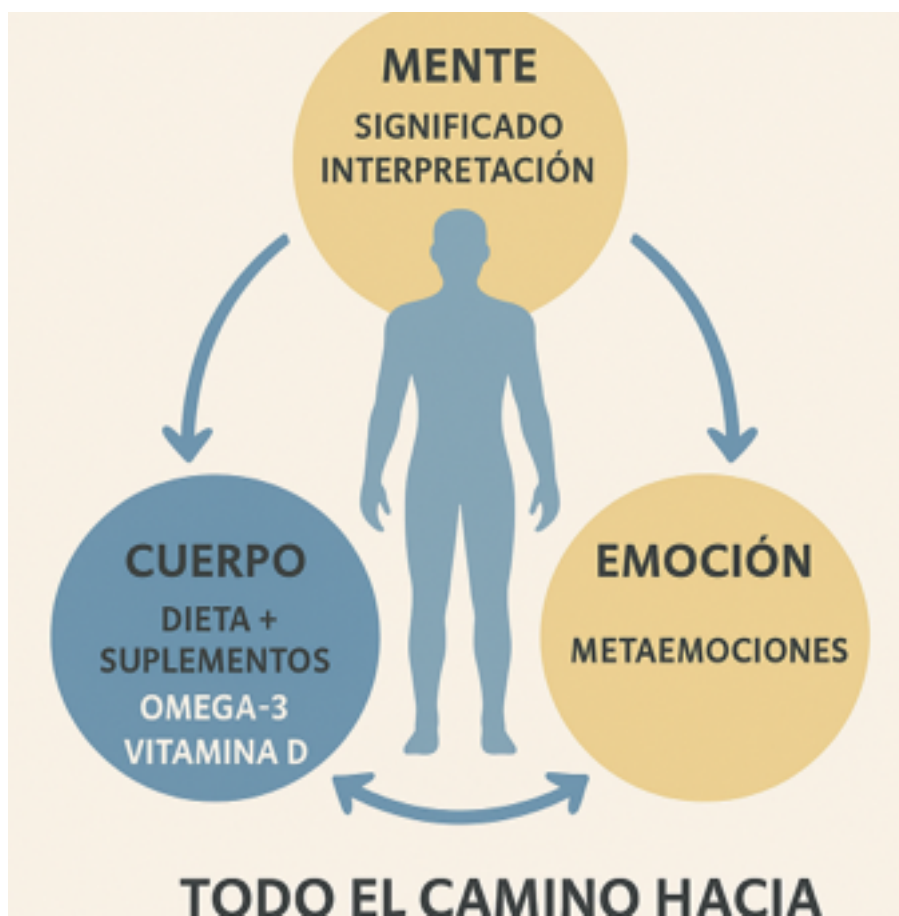 MENTE
SIGNIFICADO
INTERPRETACIÓN
CUERPO
DIETA +
SUPLEMENTOS
OMEGA-3
VITAMINA D
EMOCIÓN
METAEMOCIONES
TODO EL CAMINO HACIA